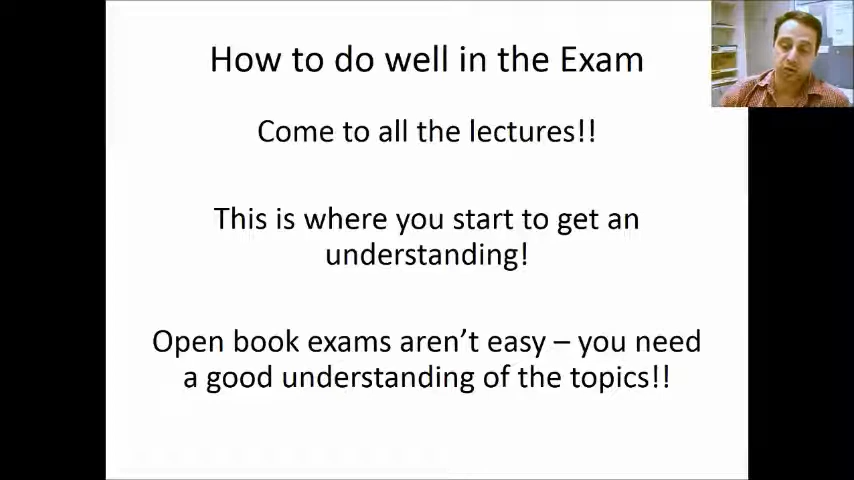 How to do well in the Exam
Come to all the lectures!!
This is where you start to get an
understanding!
Open book exams aren’t easy – you need
a good understanding of the topics!!